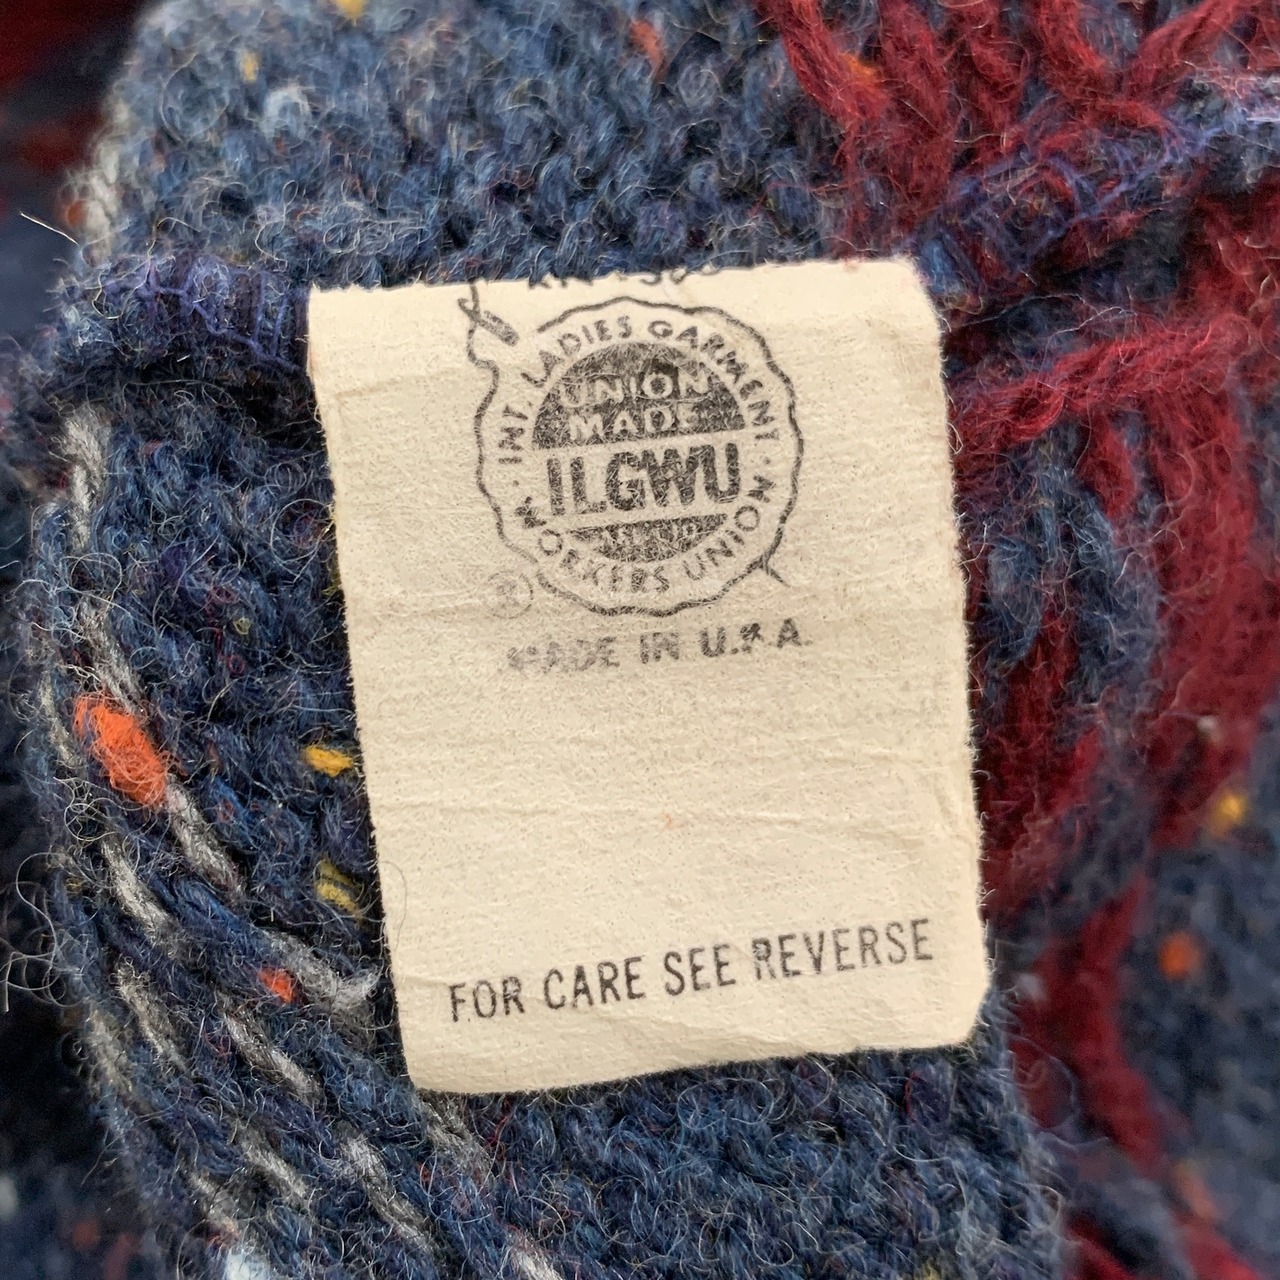 INT. LADIES GARMENT
UNION
MADE
ILGWU
WORKERS UNION
MADE IN U.S.A.
FOR CARE SEE REVERSE